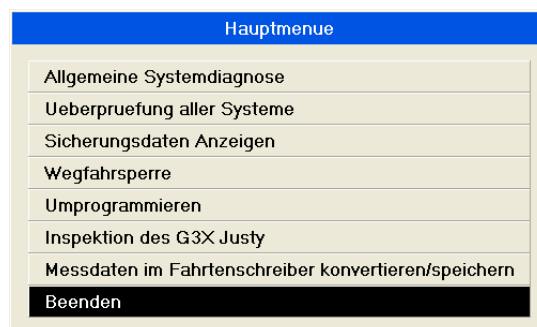 Hauptmenue
Allgemeine Systemdiagnose
Ueberpruefung aller Systeme
Sicherungsdaten Anzeigen
Wegfahrsperre
Umprogrammieren
Inspektion des G3X Justy
Messdaten im Fahrtenschreiber konvertieren/speichern
Beenden